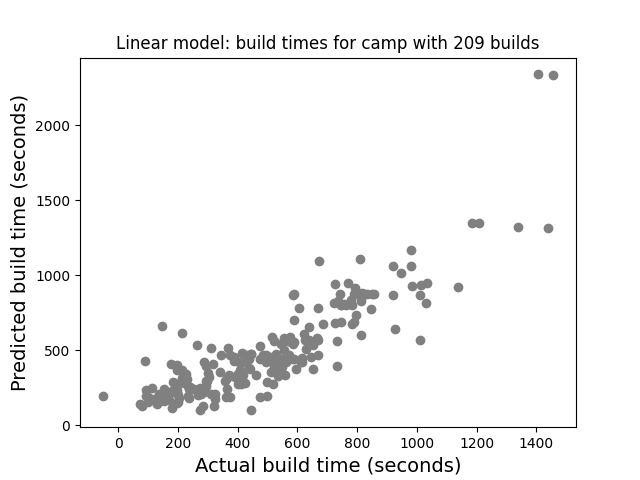 Linear model: build times for camp with 209 builds
Predicted build time (seconds)
2000
1500
1000
500
0
0 200 400 600 800 1000 1200 1400
Actual build time (seconds)